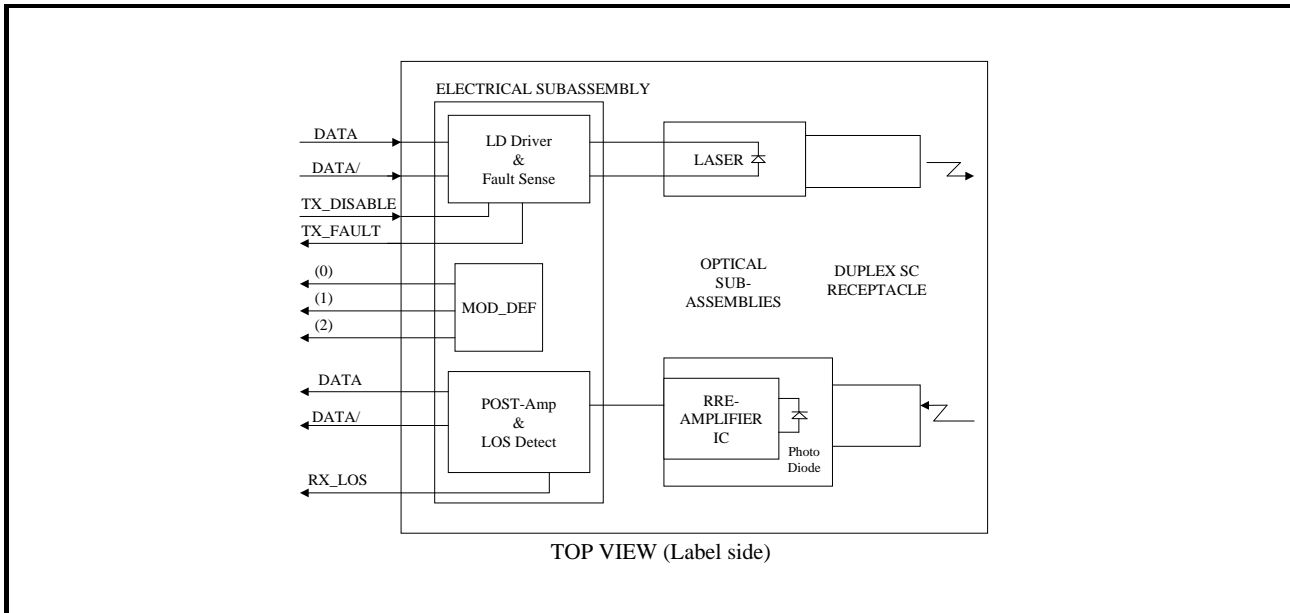 ELECTRICAL SUBASSEMBLY
DATA
DATA/
TX_DISABLE
TX_FAULT
LD Driver
&
Fault Sense
LASER
(0)
(1)
(2)
MOD_DEF
OPTICAL
SUB-
ASSEMBLIES
DUPLEX SC
RECEPTACLE
DATA
DATA/
RX_LOS
POST-Amp
&
LOS Detect
RRE-
AMPLIFIER
IC
Photo
Diode
TOP VIEW (Label side)